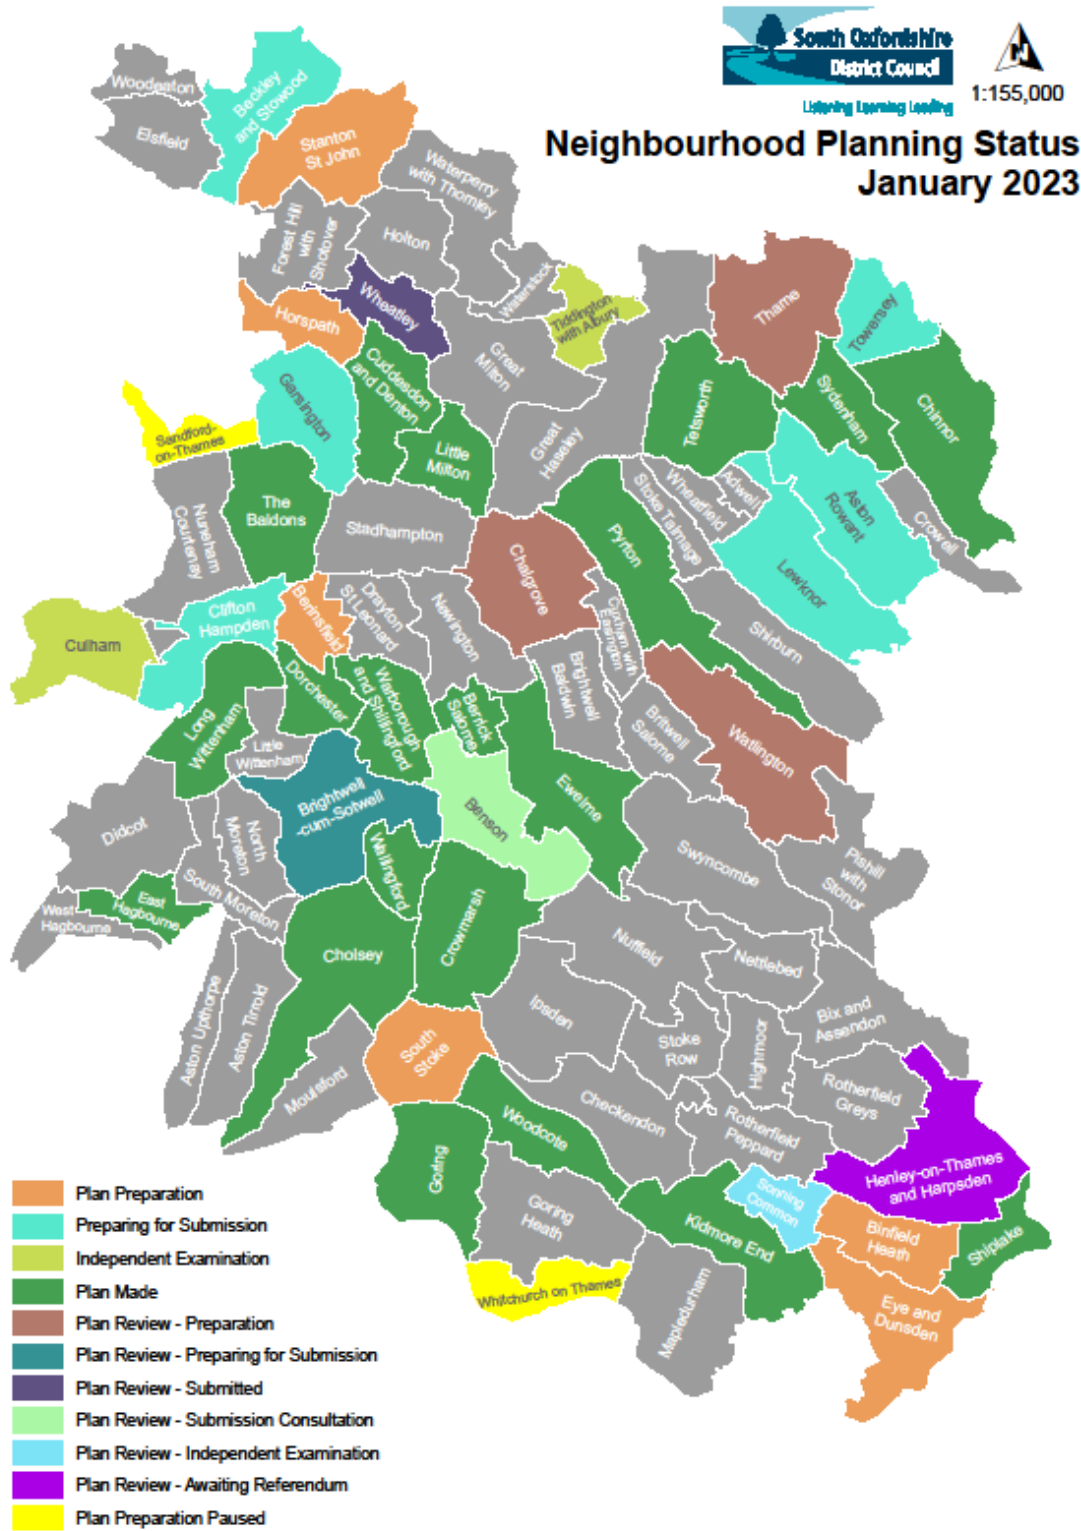 South Oxfordshire
District Council
Listening Learning Leading
N
1:155,000
Neighbourhood Planning Status
January 2023
Woodeaton
Elsfield
Beckley
and Stowood
Stanton
St John
Waterperry
with Thomley
Forest Hill
with
Shotover
Holton
Waterstock
Wheatley
Horspath
Tiddington
with Albury
Thame
Towersey
Great
Milton
Cuddesdon
and Denton
Garsington
Sandford-
on-Thames
Little
Milton
Great
Haseley
Tetsworth
Sydenham
Chinnor
The
Baldons
Nuneham
Courtenay
Stadhampton
Stoke Talmage
Wheatfield
Adwell
Aston
Rowant
Crowell
Lewknor
Pyrton
Chalgrove
Shirburn
Culham
Clifton
Hampden
Berinsfield
Drayton
St Leonard
Newington
Cuxham with
Easington
Brightwell
Baldwin
Britwell
Salome
Watlington
Dorchester
Warborough
and Shillingford
Berrick
Salome
Long
Wittenham
Little
Wittenham
Brightwell
-cum-Sotwell
Benson
Ewelme
Didcot
North
Moreton
South Moreton
Wallingford
Swyncombe
Pishill
with
Stonor
West
Hagbourne
East
Hagbourne
Cholsey
Crowmarsh
Nuffield
Nettlebed
Aston Upthorpe
Aston Tirrold
Ipsden
Stoke
Row
Highmoor
Bix and
Assendon
Moulsford
South
Stoke
Checkendon
Rotherfield
Greys
Rotherfield
Peppard
Woodcote
Goring
Goring
Heath
Henley-on-Thames
and Harpsden
Sonning
Common
Kidmore End
Binfield
Heath
Shiplake
Whitchurch on Thames
Mapledurham
Eye and
Dunsden
Plan Preparation
Preparing for Submission
Independent Examination
Plan Made
Plan Review - Preparation
Plan Review - Preparing for Submission
Plan Review - Submitted
Plan Review - Submission Consultation
Plan Review - Independent Examination
Plan Review - Awaiting Referendum
Plan Preparation Paused